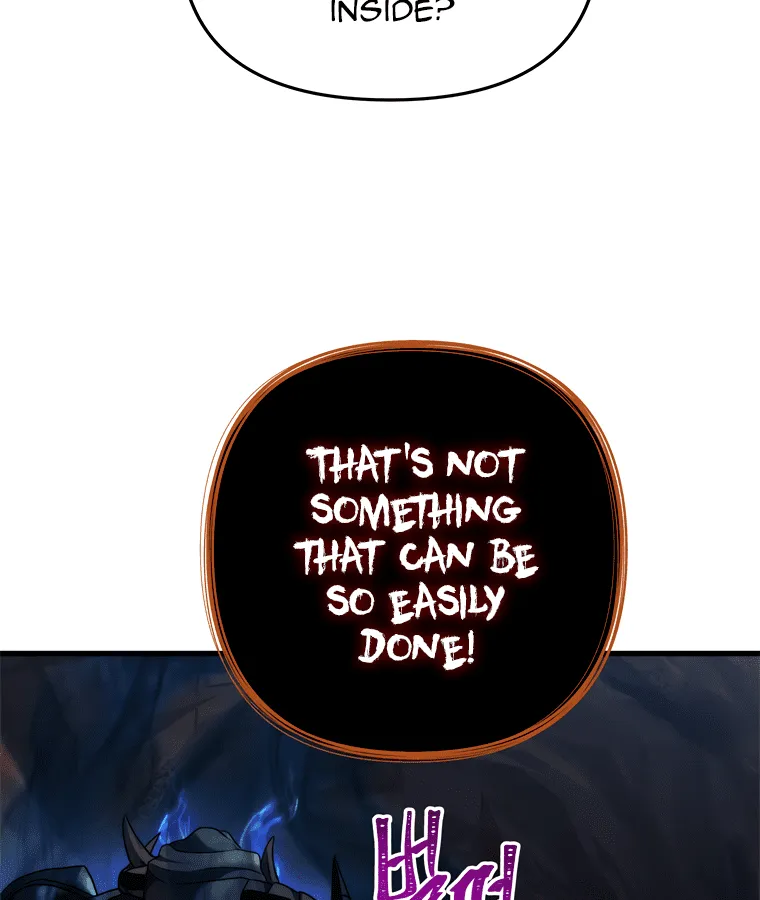 INSIDE?
THAT'S NOT
SOMETHING
THAT CAN BE
SO EASILY
DONE!